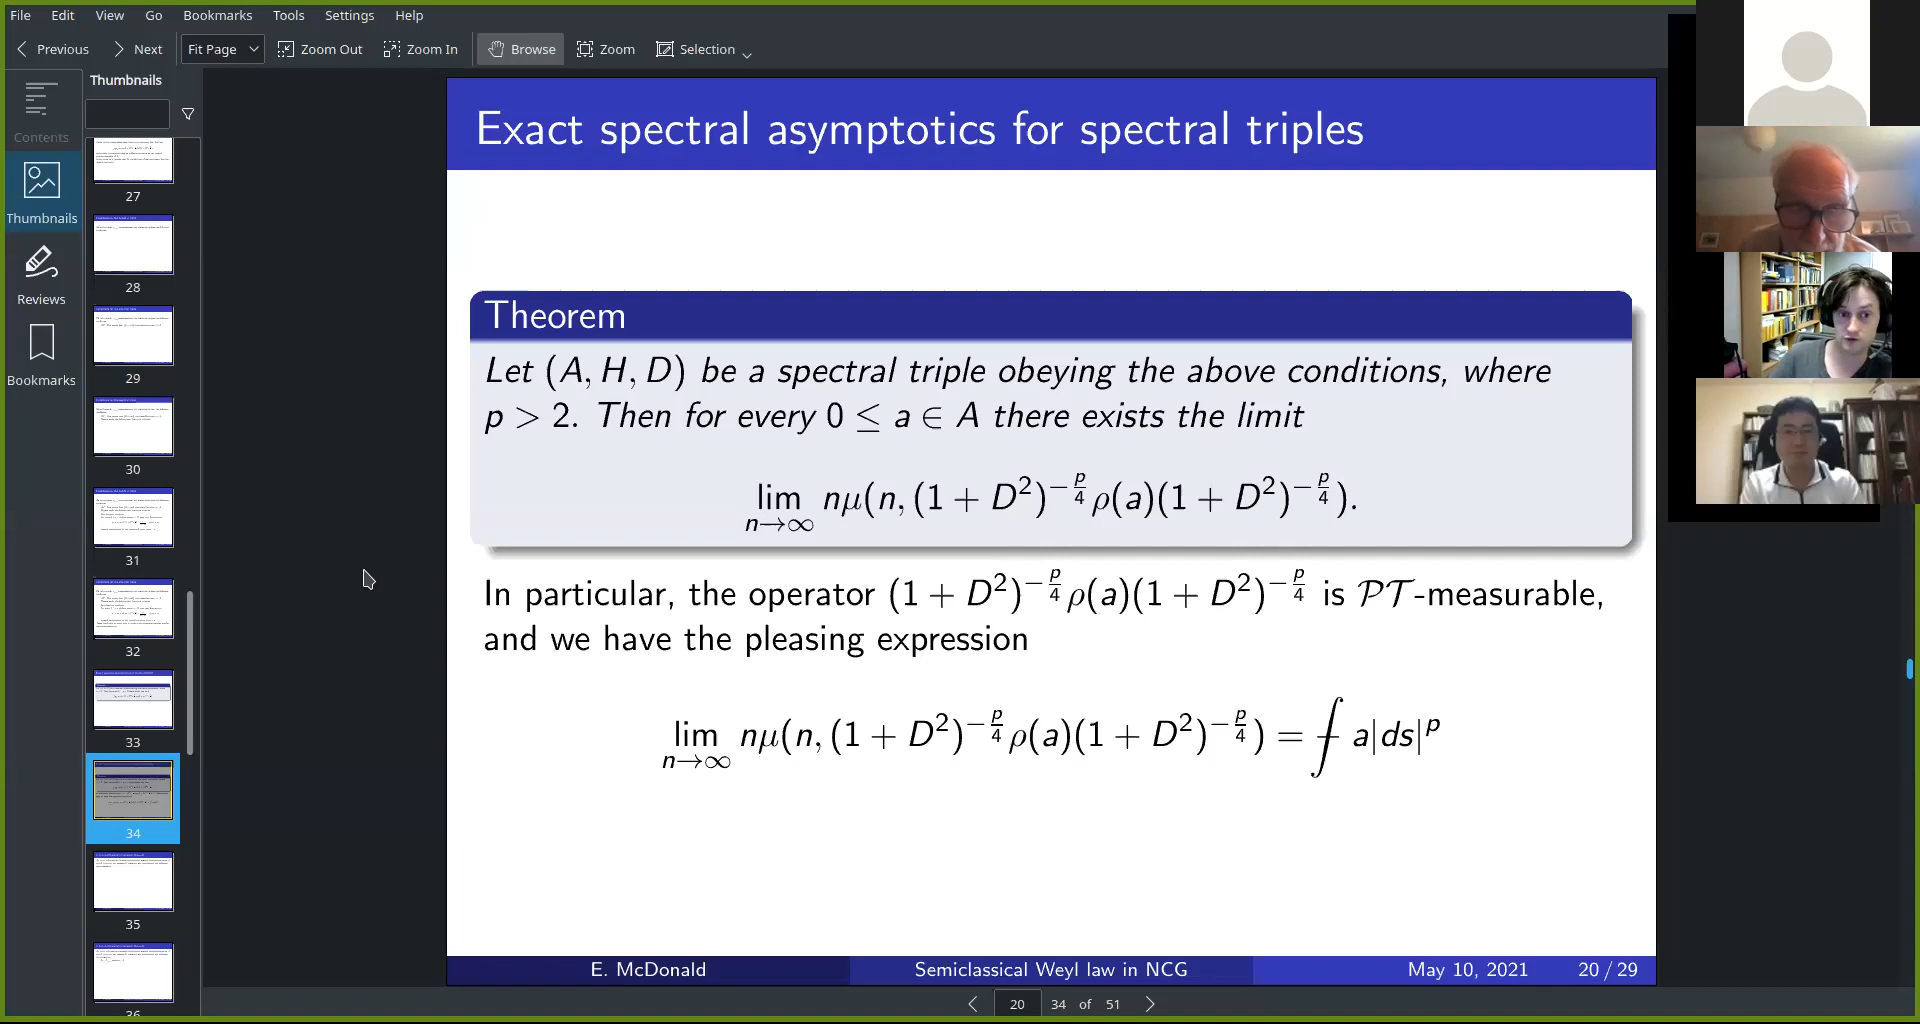 File Edit View Go Bookmarks Tools Settings Help
Previous Next Fit Page Zoom Out Zoom In Browse Zoom Selection
Contents
Thumbnails
Reviews
Bookmarks
Thumbnails
27
28
29
30
31
32
33
34
35
36
Exact spectral asymptotics for spectral triples
Theorem
Let (A, H, D) be a spectral triple obeying the above conditions, where
p > 2. Then for every 0 ≤ a ∈ A there exists the limit
lim_{n→∞} nμ(n, (1 + D²)^{-p/4} ρ(a)(1 + D²)^{-p/4}).
In particular, the operator (1 + D²)^{-p/4} ρ(a)(1 + D²)^{-p/4} is 𝒫𝒯-measurable,
and we have the pleasing expression
lim_{n→∞} nμ(n, (1 + D²)^{-p/4} ρ(a)(1 + D²)^{-p/4}) = ⨍ a|ds|^p
E. McDonald Semiclassical Weyl law in NCG May 10, 2021 20 / 29
20 34 of 51